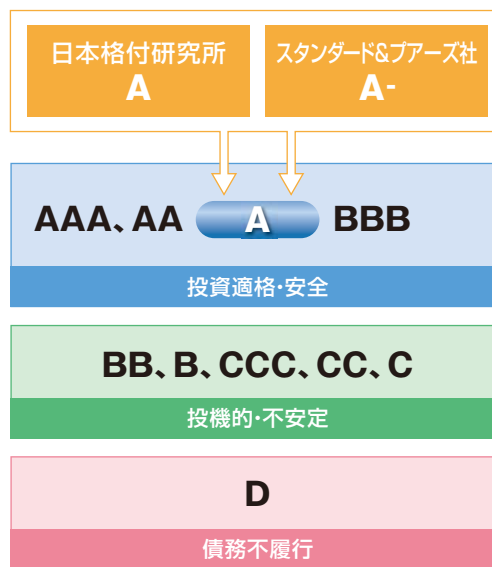 日本格付研究所
A
スタンダード&プアーズ社
A-
AAA、AA A BBB
投資適格・安全
BB、B、CCC、CC、C
投機的・不安定
D
債務不履行